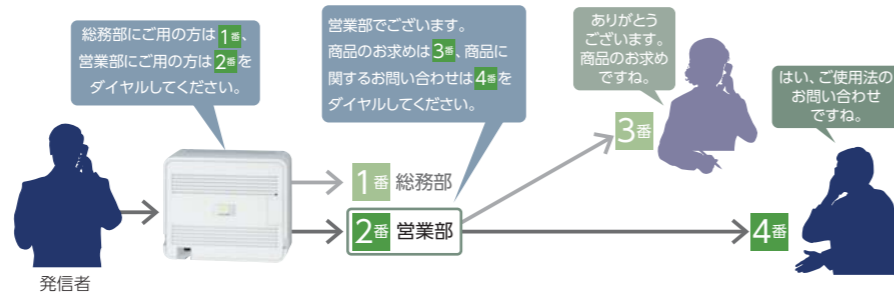 総務部にご用の方は1番、
営業部にご用の方は2番を
ダイヤルしてください。
営業部でございます。
商品のお求めは3番、商品に
関するお問い合わせは4番を
ダイヤルしてください。
ありがとう
ございます。
商品のお求め
ですね。
はい、ご使用法の
お問い合わせ
ですね。
3番
1番 総務部
2番 営業部
4番
発信者